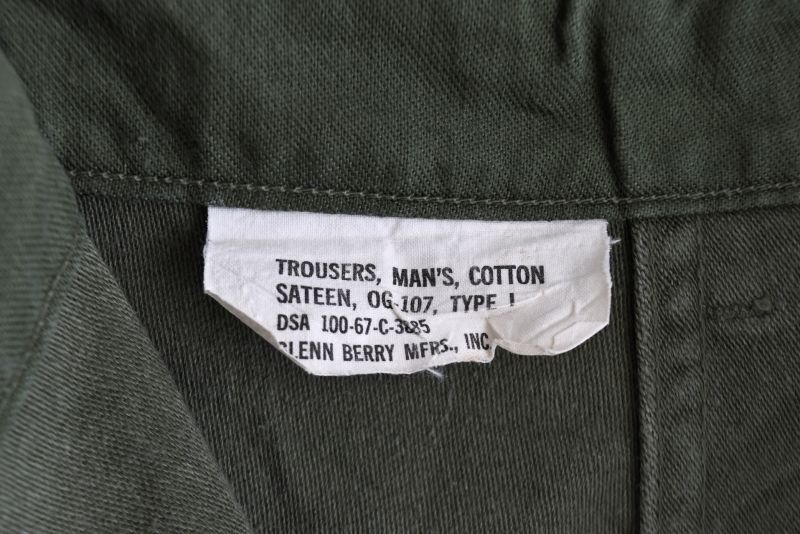 TROUSERS, MAN'S, COTTON
SATEEN, OG-107, TYPE I
DSA
GLENN BERRY MFRS., INC